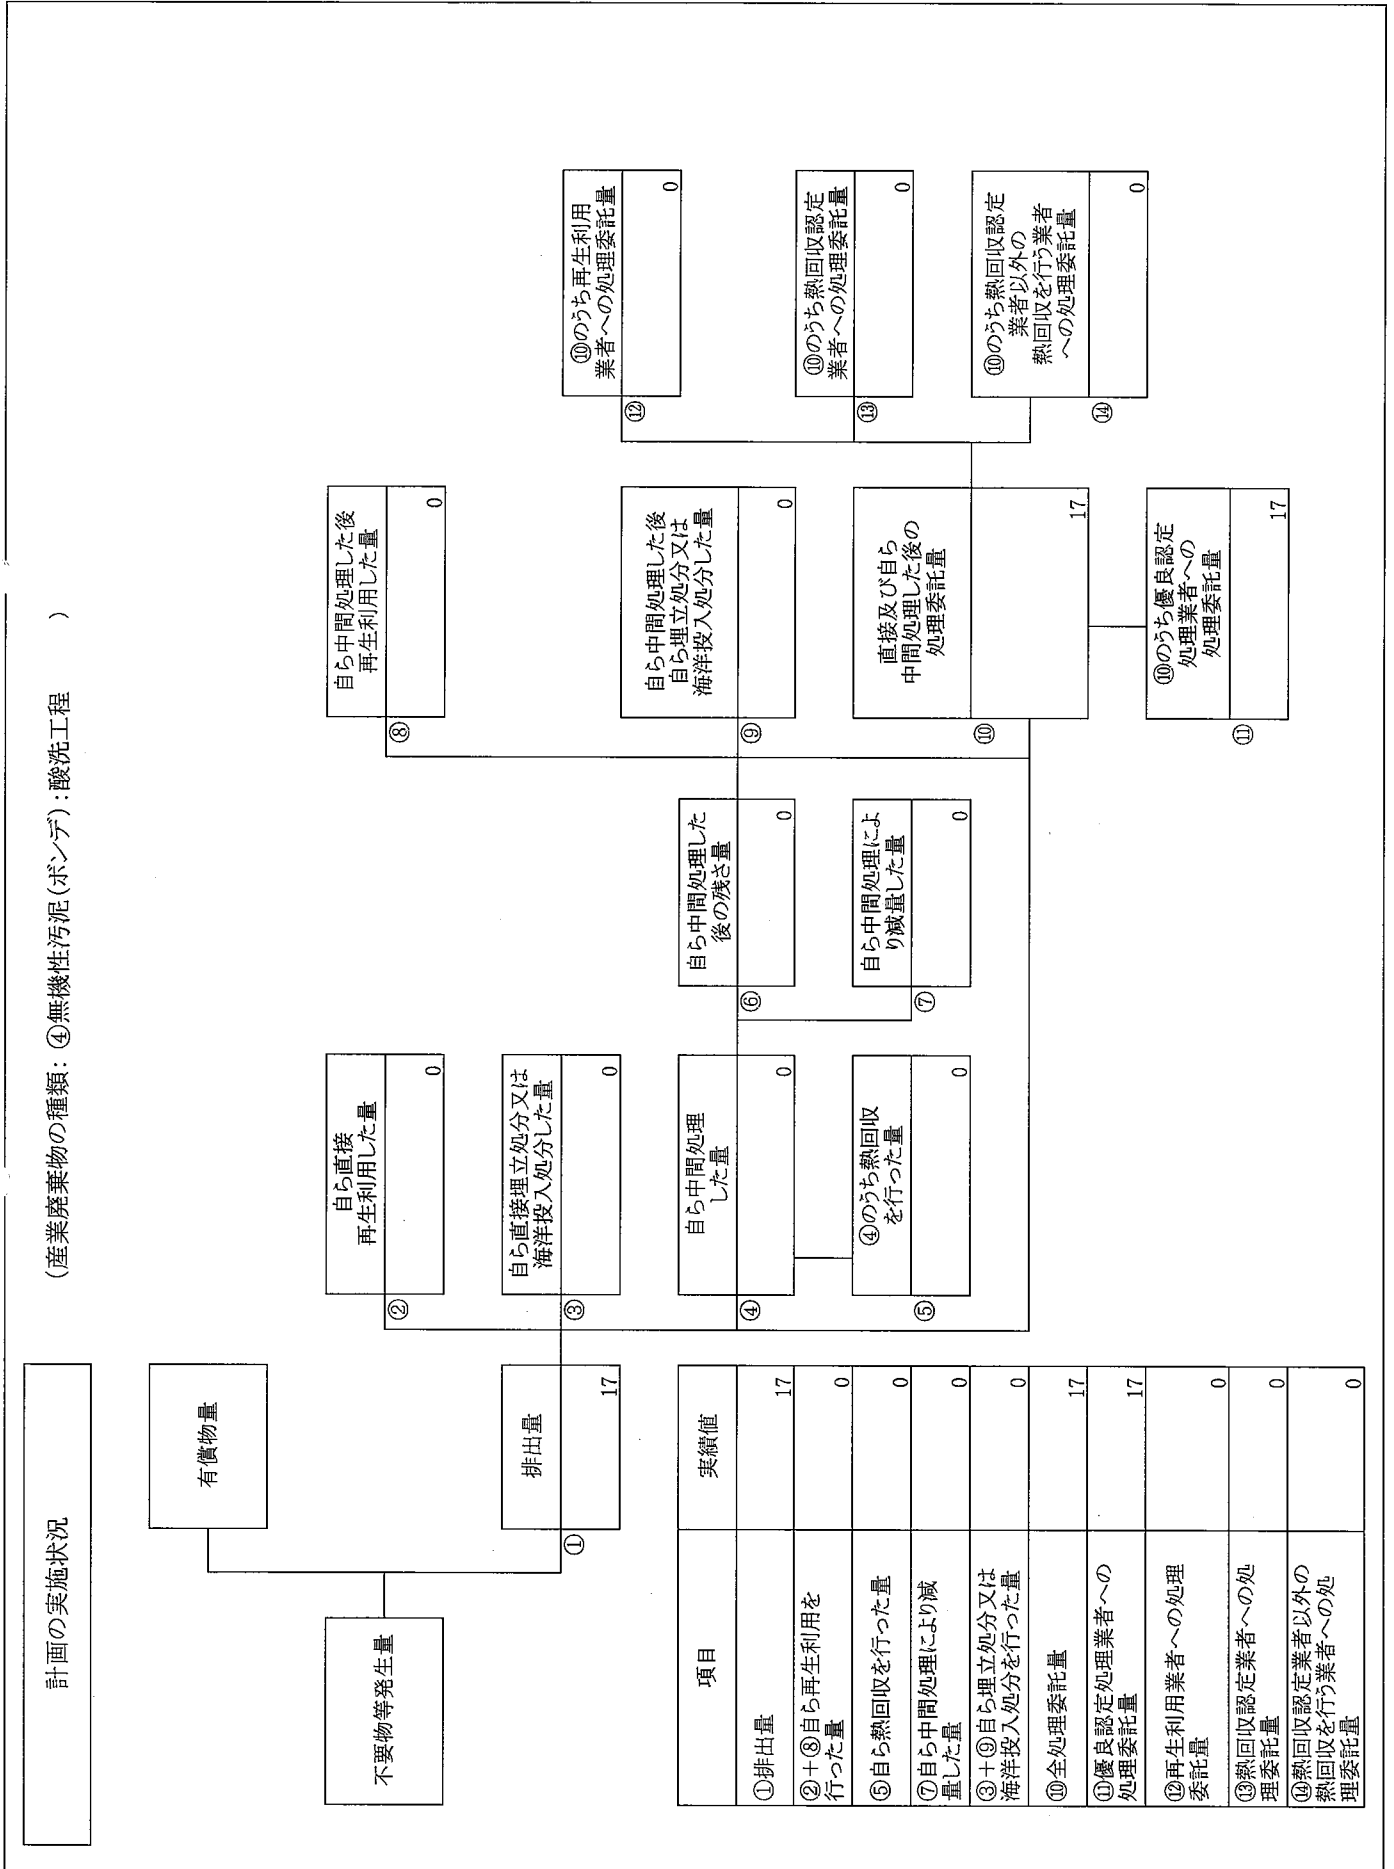 計画の実施状況
(産業廃棄物の種類：④無機性汚泥(ボンデ)：酸洗工程 )
不要物等発生量
有償物量
排出量
①
17
自ら直接
再生利用した量
②
0
自ら直接埋立処分又は
海洋投入処分した量
③
0
自ら中間処理
した量
④
0
④のうち熱回収
を行った量
⑤
0
自ら中間処理した
後の残さ量
⑥
0
自ら中間処理によ
り減量した量
⑦
0
自ら中間処理した後
再生利用した量
⑧
0
自ら中間処理した後
自ら埋立処分又は
海洋投入処分した量
⑨
0
直接及び自ら
中間処理した後の
処理委託量
⑩
17
⑩のうち優良認定
処理業者への
処理委託量
⑪
17
⑩のうち再生利用
業者への処理委託量
⑫
0
⑩のうち熱回収認定
業者への処理委託量
⑬
0
⑩のうち熱回収認定
業者以外の
熱回収を行う業者
への処理委託量
⑭
0
項目 実績値
①排出量 17
②+⑧自ら再生利用を
行った量 0
⑤自ら熱回収を行った量 0
⑦自ら中間処理により減
量した量 0
③+⑨自ら埋立処分又は
海洋投入処分を行った量 0
⑩全処理委託量 17
⑪優良認定処理業者への
処理委託量 17
⑫再生利用業者への処理
委託量 0
⑬熱回収認定業者への処
理委託量 0
⑭熱回収認定業者以外の
熱回収を行う業者への処
理委託量 0